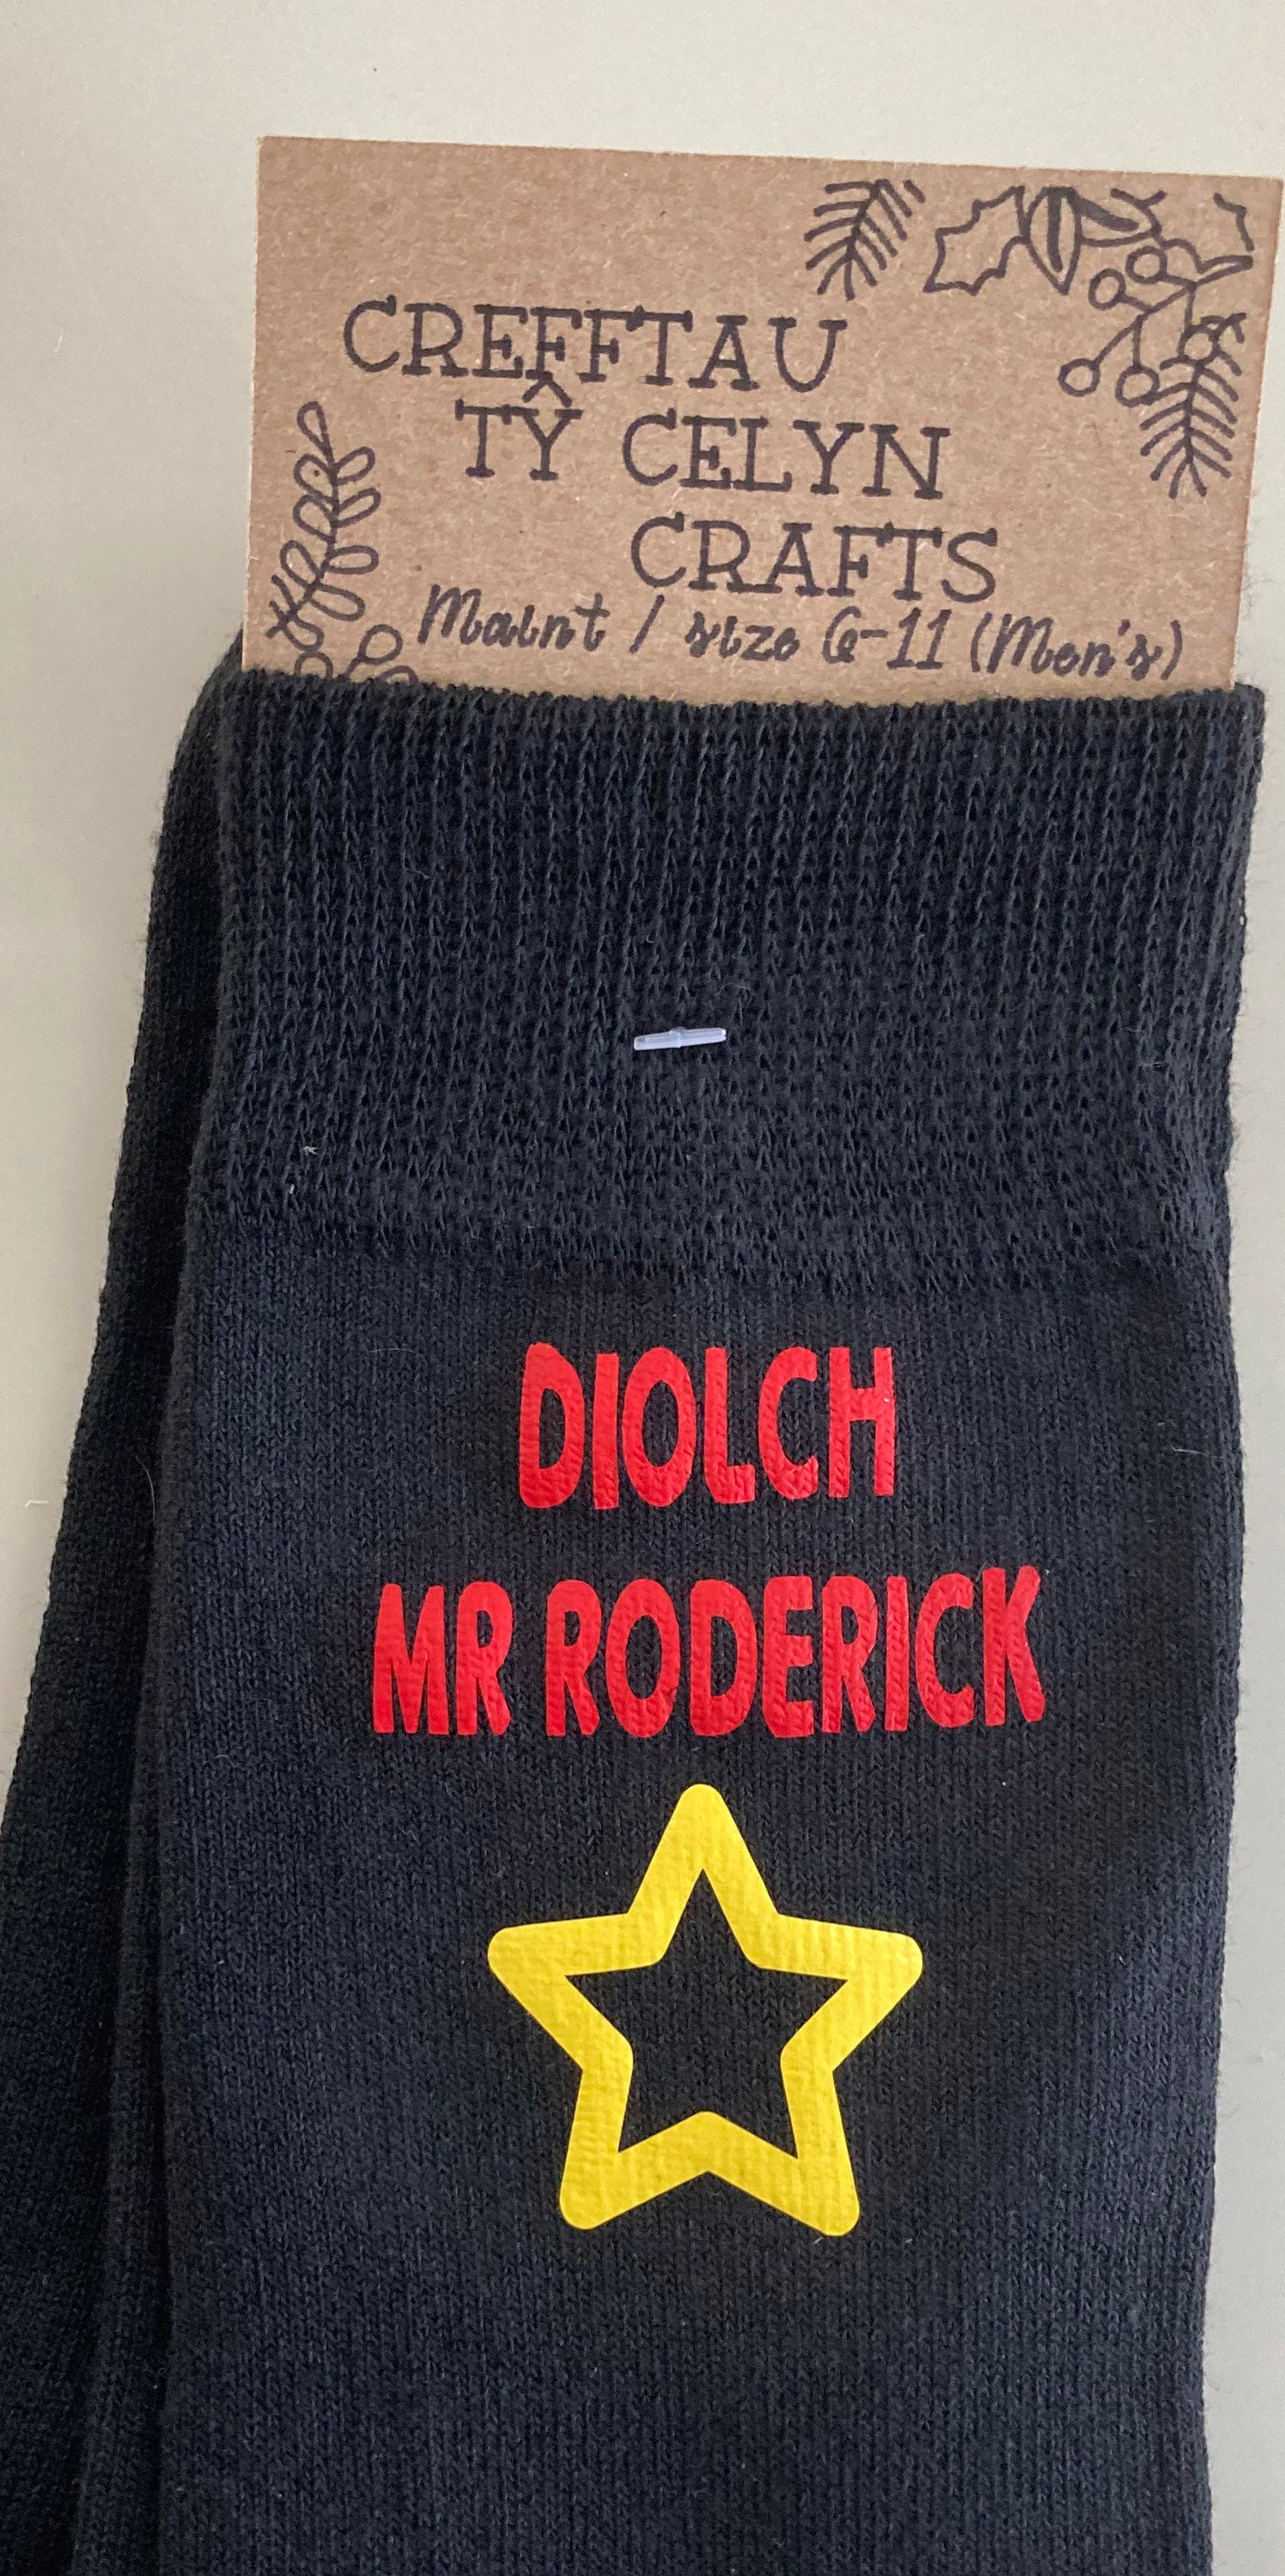 CREFFTAU
TŶ CELYN
CRAFTS
Maint / size 6-11 (Men's)
DIOLCH
MR RODERICK